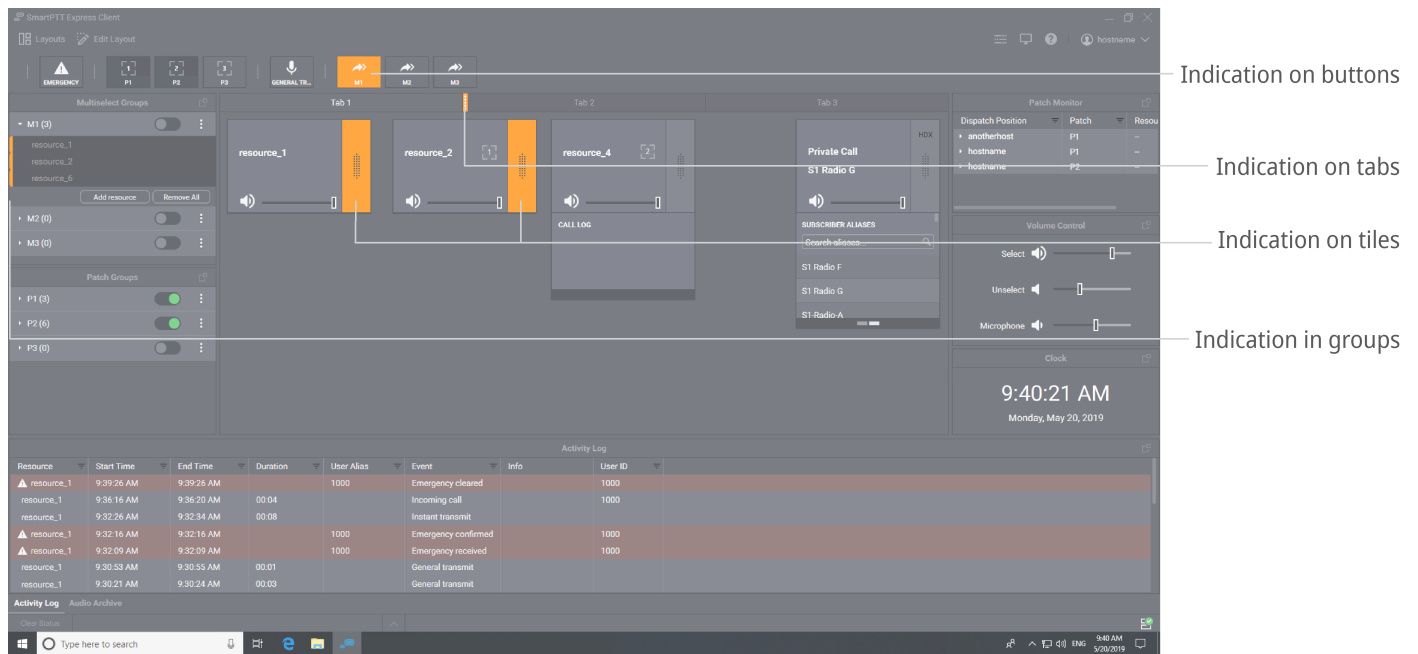 SmartPTT Express Client
Layouts Edit Layout hostname
EMERGENCY 1 P1 2 P2 3 P3 GENERAL TR... M1 M2 M3
Indication on buttons
Multiselect Groups Tab 1 Tab 2 Tab 3 Patch Monitor
M1 (3)
resource_1
resource_2
resource_6
Add resource Remove All
M2 (0)
M3 (0)
Patch Groups
P1 (3)
P2 (6)
P3 (0)
resource_1
resource_2 1
resource_4 2
CALL LOG
HDX
Private Call
S1 Radio G
SUBSCRIBER ALIASES
Search aliases...
S1 Radio F
S1 Radio G
S1-Radio-A
Dispatch Position Patch Resou
anotherhost P1 –
hostname P1 –
hostname P2 –
Indication on tabs
Volume Control
Indication on tiles
Select
Unselect
Microphone
Indication in groups
Clock
9:40:21 AM
Monday, May 20, 2019
Activity Log
Resource Start Time End Time Duration User Alias Event Info User ID
resource_1 9:39:26 AM 9:39:26 AM 1000 Emergency cleared 1000
resource_1 9:36:16 AM 9:36:20 AM 00:04 Incoming call 1000
resource_1 9:32:26 AM 9:32:34 AM 00:08 Instant transmit
resource_1 9:32:16 AM 9:32:16 AM 1000 Emergency confirmed 1000
resource_1 9:32:09 AM 9:32:09 AM 1000 Emergency received 1000
resource_1 9:30:53 AM 9:30:55 AM 00:01 General transmit
resource_1 9:30:21 AM 9:30:24 AM 00:03 General transmit
Activity Log Audio Archive
Clear Status
Type here to search ENG 9:40 AM
5/20/2019